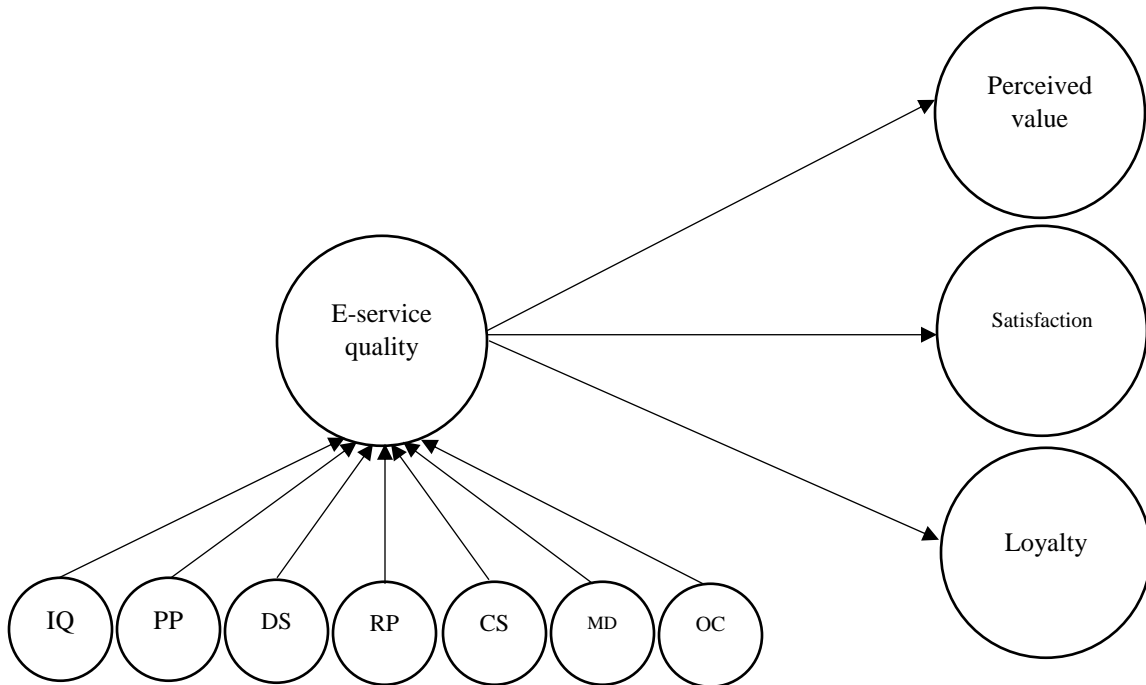 Perceived
value
E-service
quality
Satisfaction
Loyalty
IQ
PP
DS
RP
CS
MD
OC